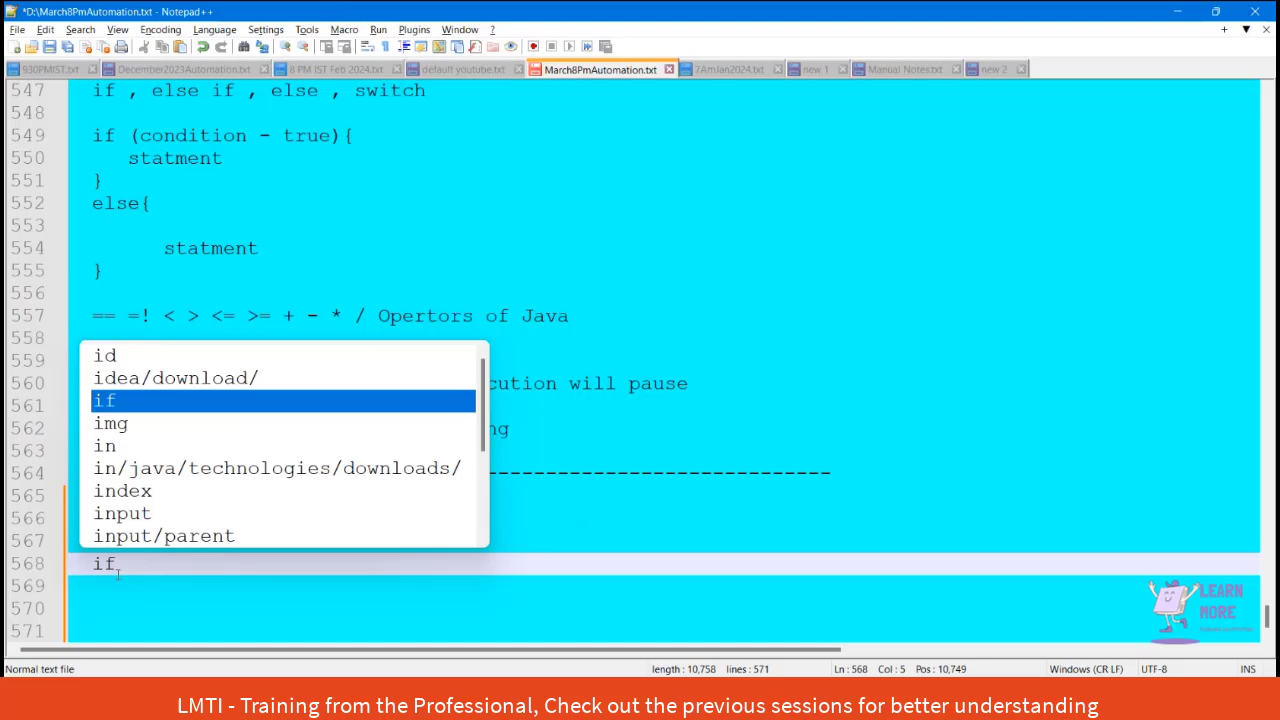 *D:\March8PmAutomation.txt - Notepad++
File Edit Search View Encoding Language Settings Tools Macro Run Plugins Window ?
930PMIST.txt December2023Automation.txt 8 PM IST Feb 2024.txt default youtube.txt March8PmAutomation.txt 7AmJan2024.txt new 1 Manual Notes.txt new 2
547 if , else if , else , switch
548
549 if (condition - true){
550 statment
551 }
552 else{
553
554 statment
555 }
556
557 == =! < > <= >= + - * / Opertors of Java
558
559
560 cution will pause
561
562 ng
563
564 -----------------------------
565
566
567
568 if
569
570
571
id
idea/download/
if
img
in
in/java/technologies/downloads/
index
input
input/parent
LEARN
MORE
Normal text file length : 10,758 lines : 571 Ln : 568 Col : 5 Pos : 10,749 Windows (CR LF) UTF-8 INS
LMTI - Training from the Professional, Check out the previous sessions for better understanding